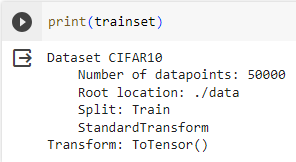 print(trainset)
Dataset CIFAR10
Number of datapoints: 50000
Root location: ./data
Split: Train
StandardTransform
Transform: ToTensor()